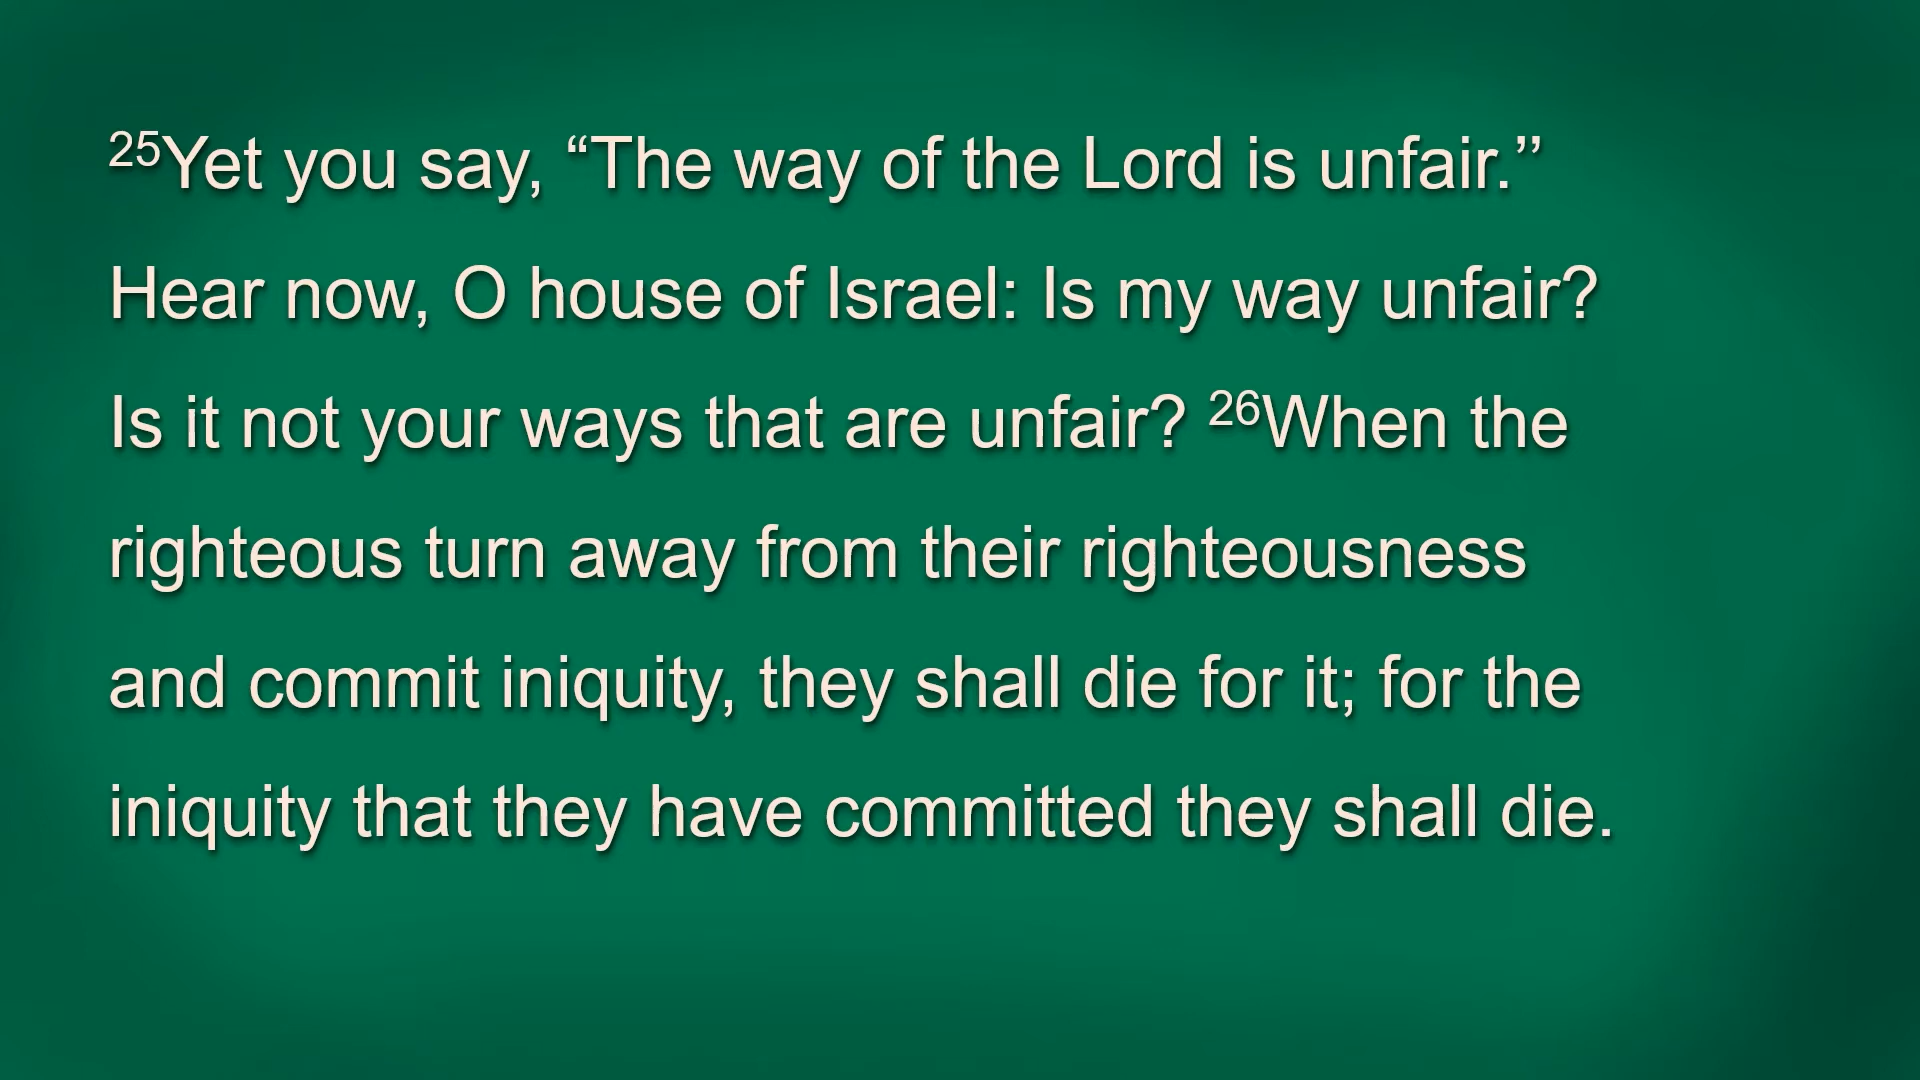 25Yet you say, “The way of the Lord is unfair.’’
Hear now, O house of Israel: Is my way unfair?
Is it not your ways that are unfair? 26When the
righteous turn away from their righteousness
and commit iniquity, they shall die for it; for the
iniquity that they have committed they shall die.